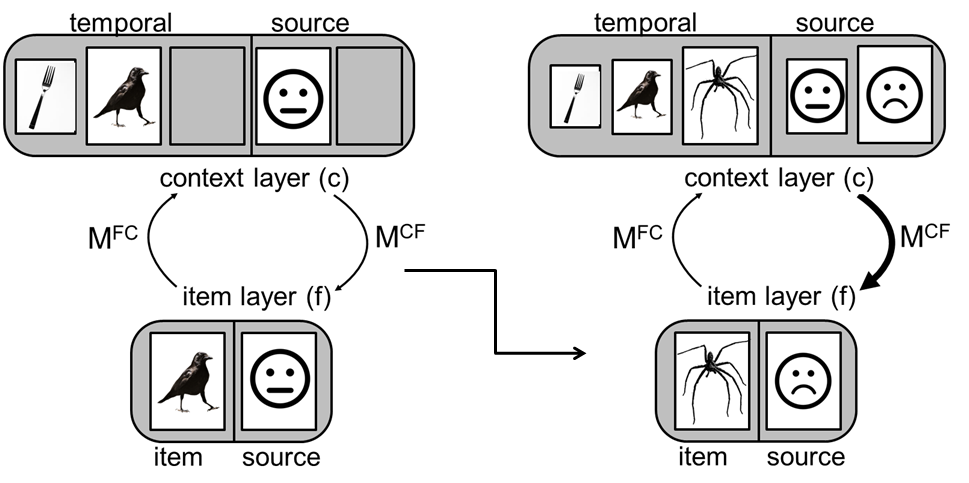 temporal source
context layer (c)
MFC MCF
item layer (f)
item source
temporal source
context layer (c)
MFC MCF
item layer (f)
item source